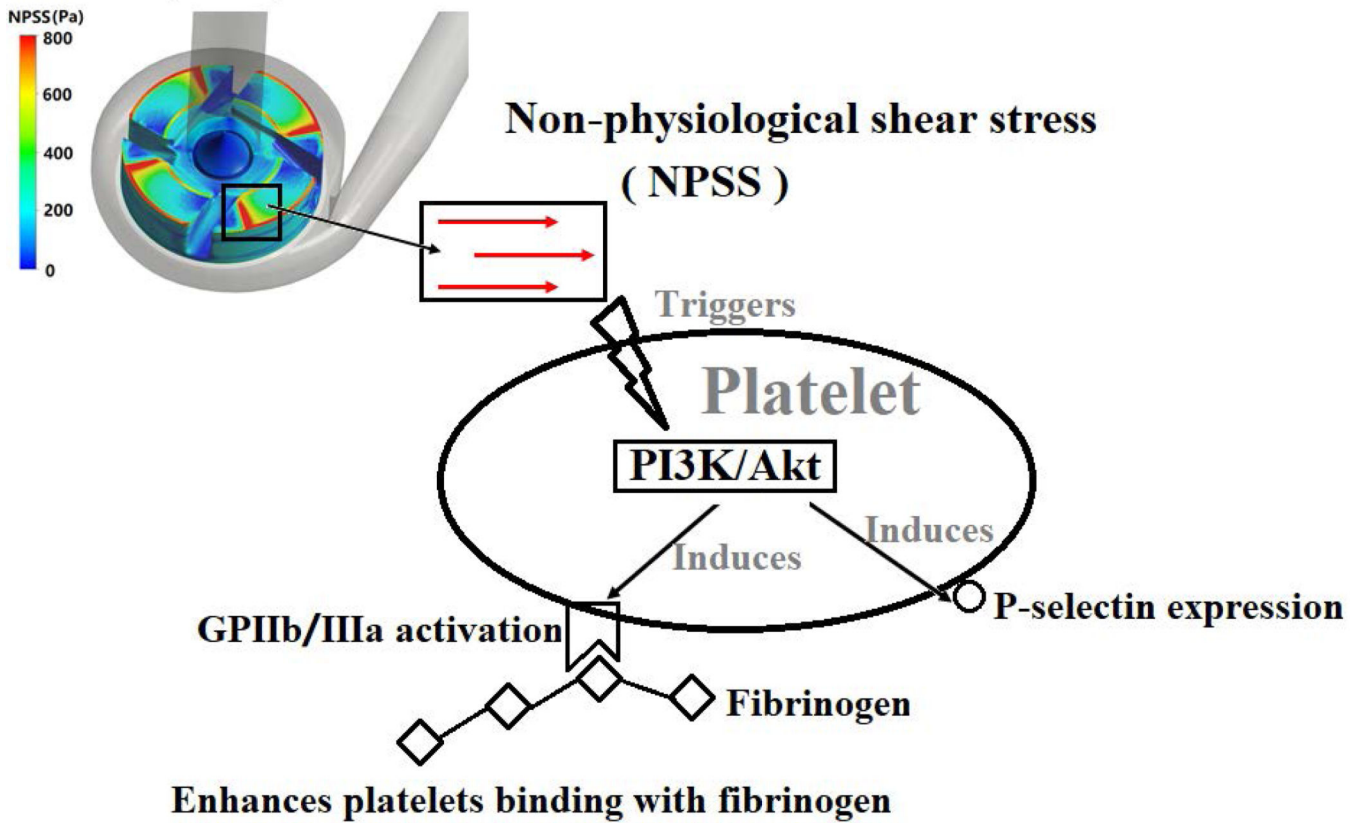 NPSS(Pa)
800
600
400
200
0
Non-physiological shear stress
( NPSS )
Triggers
Platelet
PI3K/Akt
Induces
Induces
GPIIb/IIIa activation
P-selectin expression
Fibrinogen
Enhances platelets binding with fibrinogen